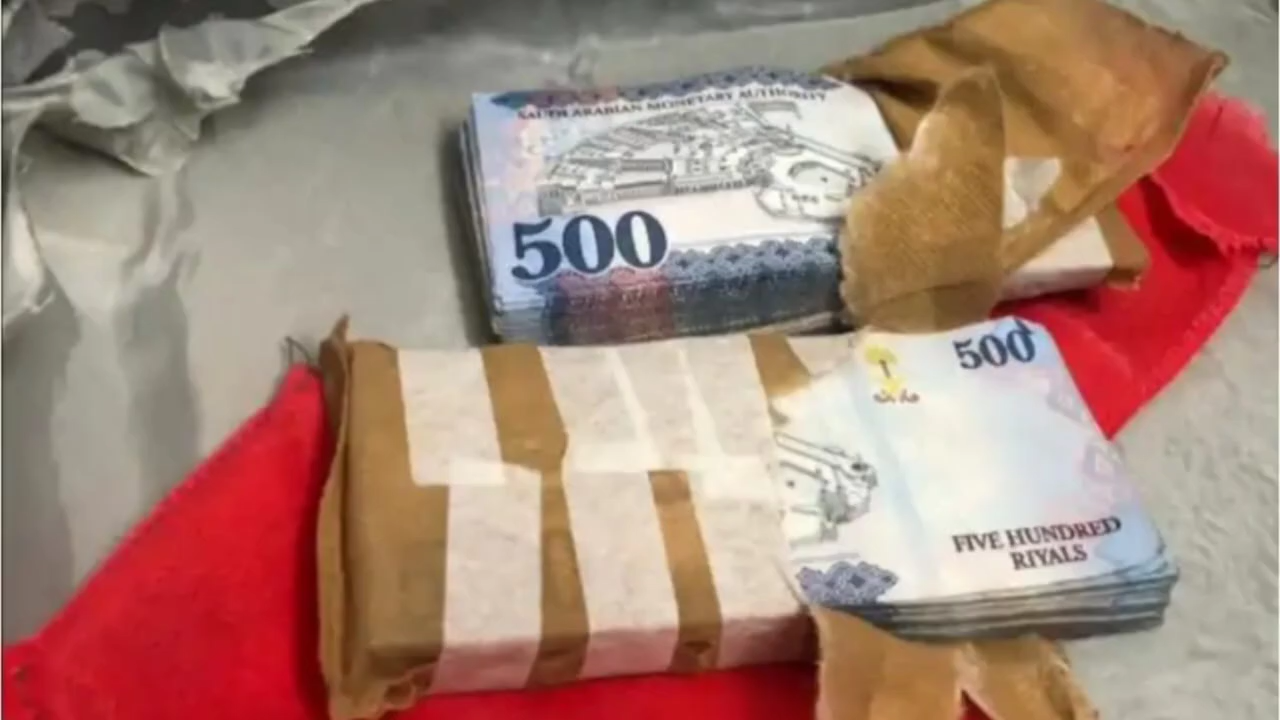 SAUDI ARABIAN MONETARY AUTHORITY
500
500
FIVE HUNDRED
RIYALS